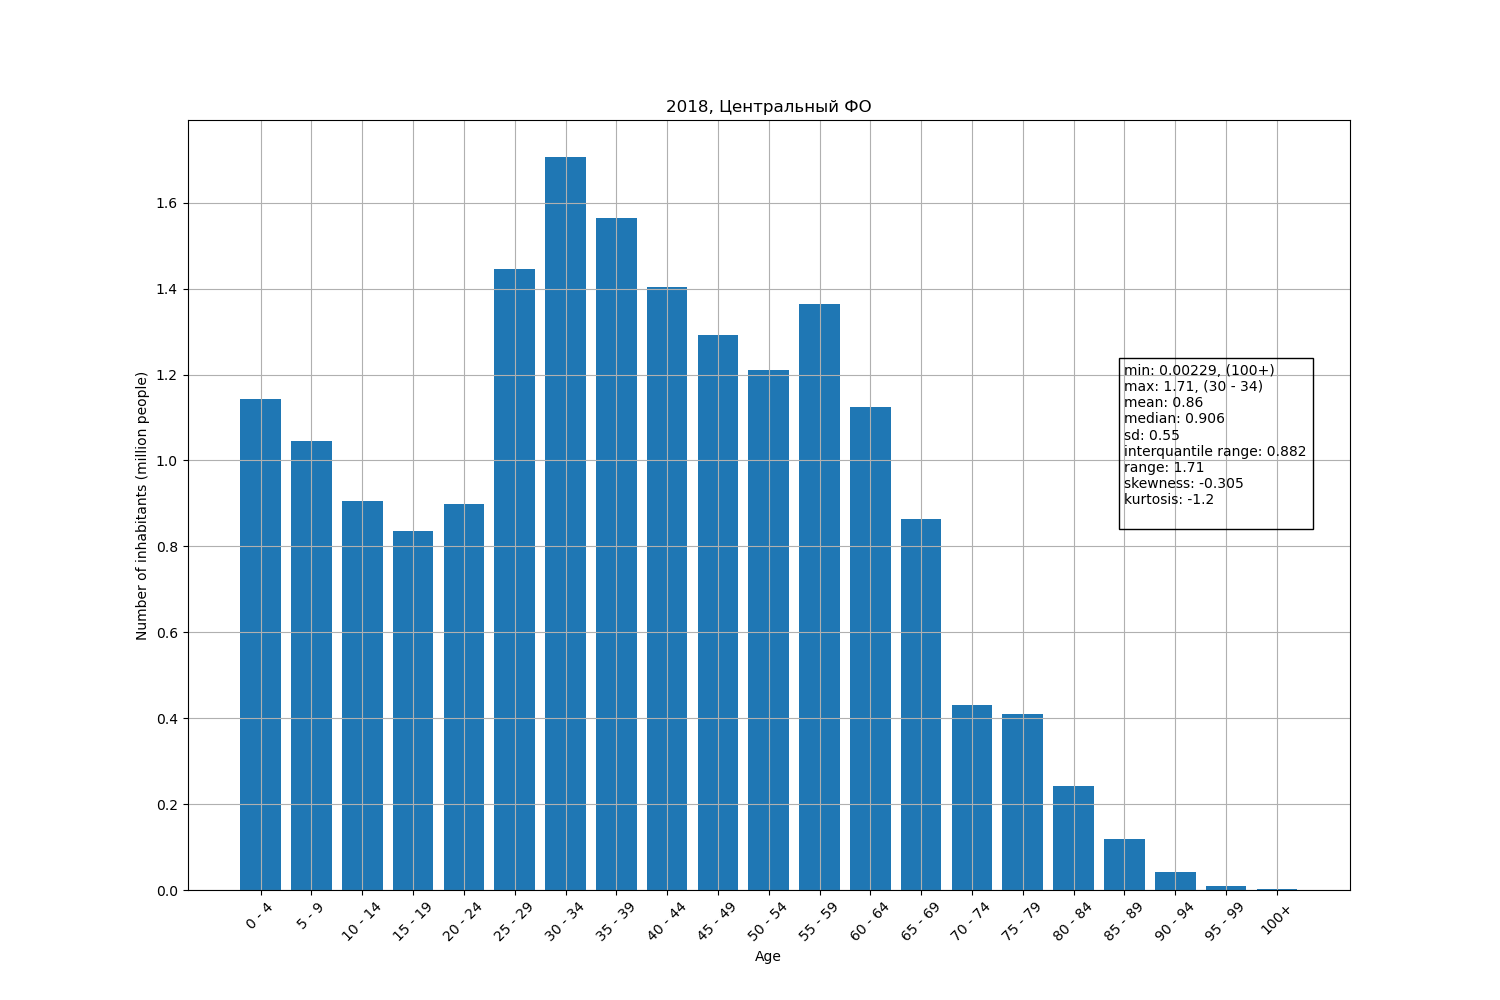 2018, Центральный ФО
Number of inhabitants (million people)
1.6
1.4
1.2
1.0
0.8
0.6
0.4
0.2
0.0
min: 0.00229, (100+)
max: 1.71, (30 - 34)
mean: 0.86
median: 0.906
sd: 0.55
interquantile range: 0.882
range: 1.71
skewness: -0.305
kurtosis: -1.2
0 - 4
5 - 9
10 - 14
15 - 19
20 - 24
25 - 29
30 - 34
35 - 39
40 - 44
45 - 49
50 - 54
55 - 59
60 - 64
65 - 69
70 - 74
75 - 79
80 - 84
85 - 89
90 - 94
95 - 99
100+
Age